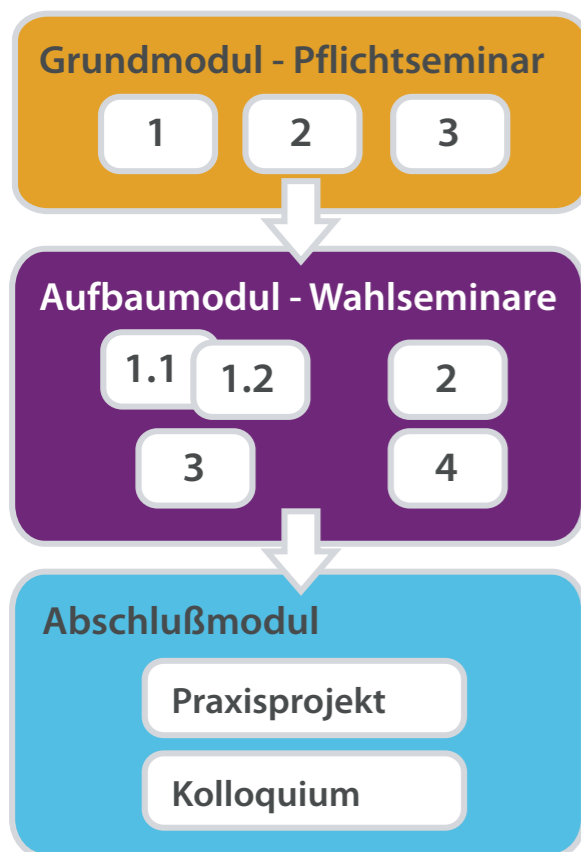 Grundmodul - Pflichtseminar
1 2 3
Aufbaumodul - Wahlseminare
1.1 1.2 2
3 4
Abschlußmodul
Praxisprojekt
Kolloquium